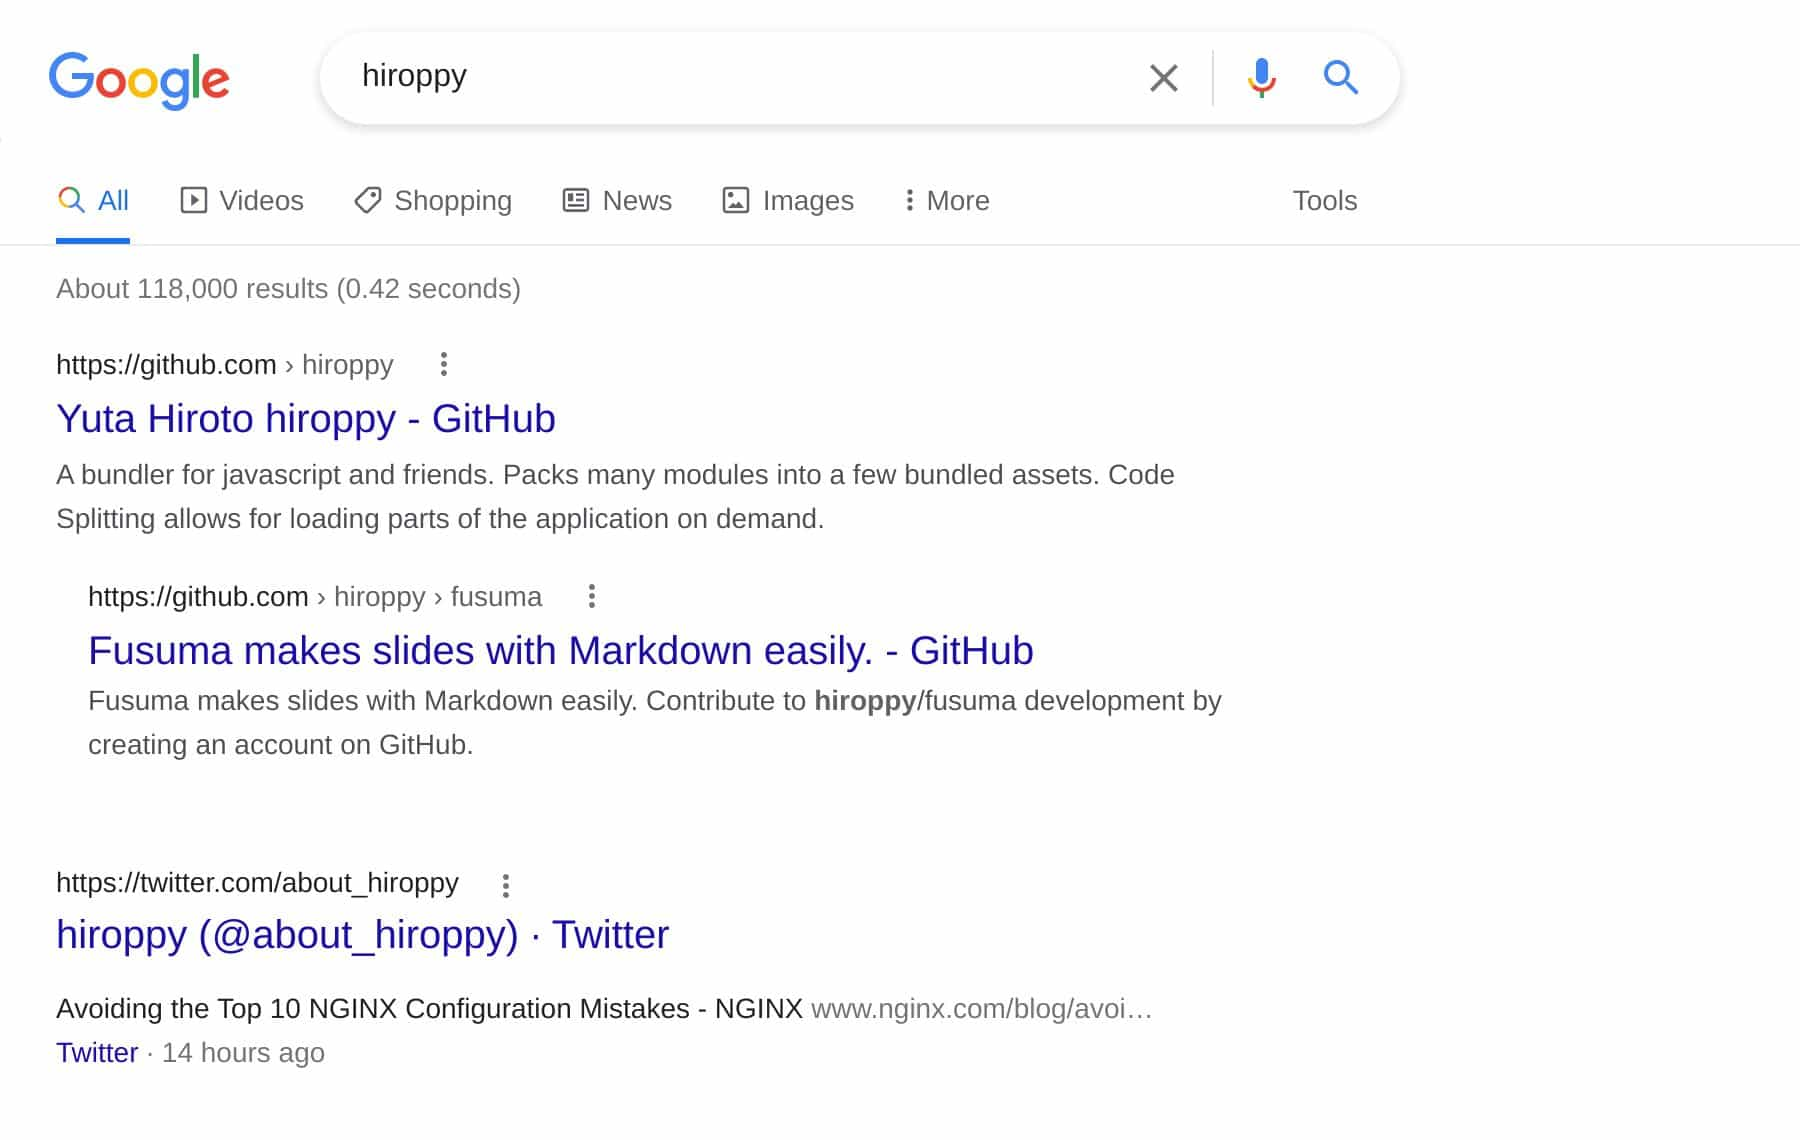 Google
hiroppy
All Videos Shopping News Images More Tools
About 118,000 results (0.42 seconds)
https://github.com › hiroppy
Yuta Hiroto hiroppy - GitHub
A bundler for javascript and friends. Packs many modules into a few bundled assets. Code
Splitting allows for loading parts of the application on demand.
https://github.com › hiroppy › fusuma
Fusuma makes slides with Markdown easily. - GitHub
Fusuma makes slides with Markdown easily. Contribute to hiroppy/fusuma development by
creating an account on GitHub.
https://twitter.com/about_hiroppy
hiroppy (@about_hiroppy) · Twitter
Avoiding the Top 10 NGINX Configuration Mistakes - NGINX www.nginx.com/blog/avoi…
Twitter · 14 hours ago